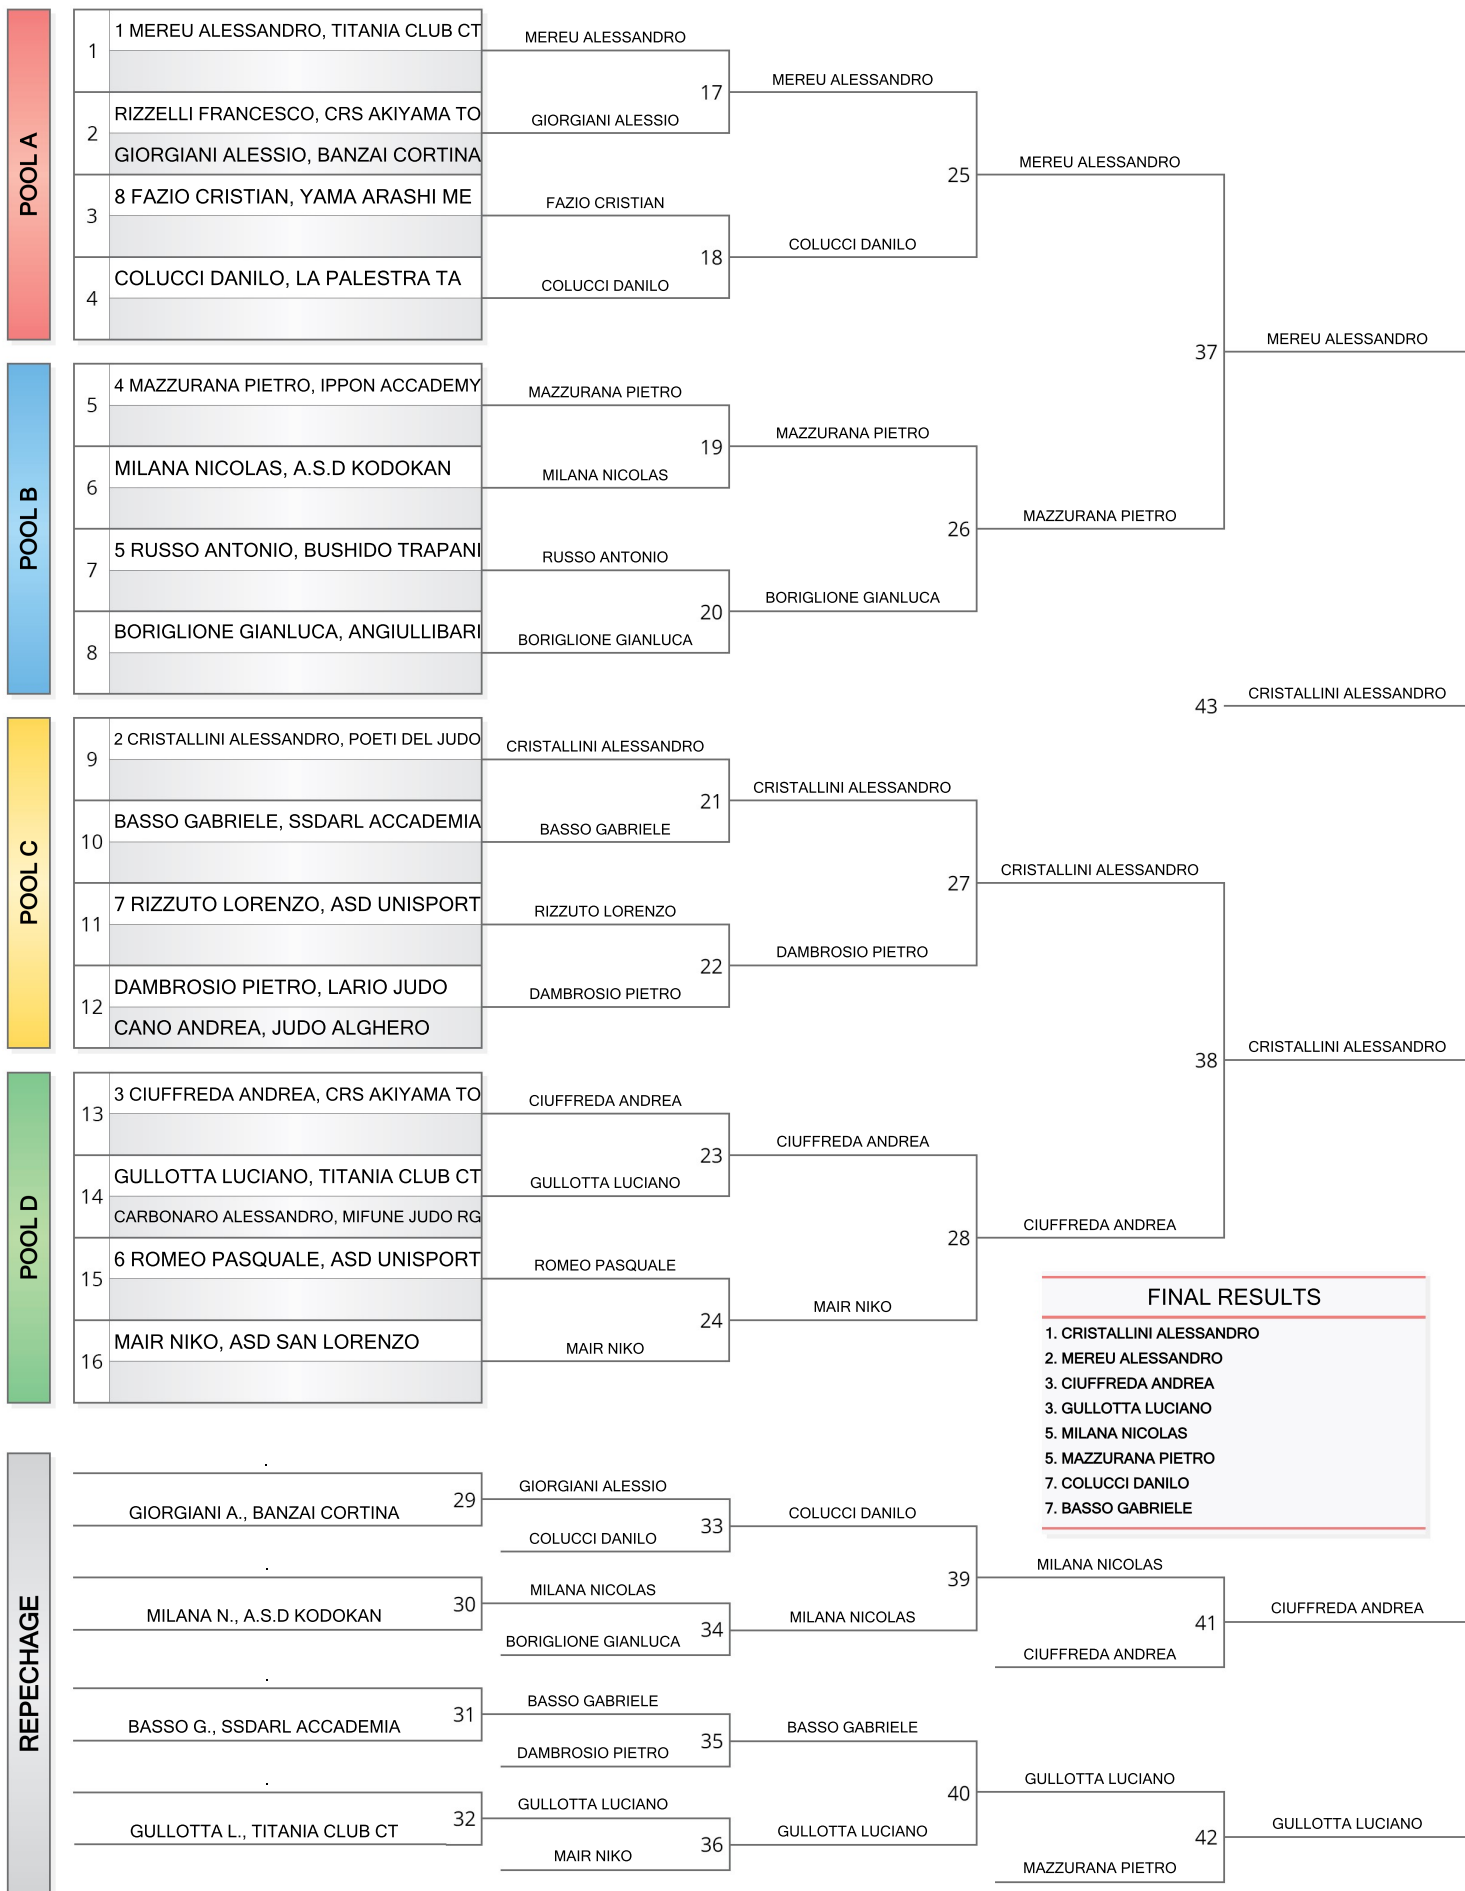 POOL A
1
1 MEREU ALESSANDRO, TITANIA CLUB CT
2
RIZZELLI FRANCESCO, CRS AKIYAMA TO
GIORGIANI ALESSIO, BANZAI CORTINA
3
8 FAZIO CRISTIAN, YAMA ARASHI ME
4
COLUCCI DANILO, LA PALESTRA TA
MEREU ALESSANDRO
17
GIORGIANI ALESSIO
FAZIO CRISTIAN
18
COLUCCI DANILO
MEREU ALESSANDRO
25
COLUCCI DANILO
MEREU ALESSANDRO
POOL B
5
4 MAZZURANA PIETRO, IPPON ACCADEMY
6
MILANA NICOLAS, A.S.D KODOKAN
7
5 RUSSO ANTONIO, BUSHIDO TRAPANI
8
BORIGLIONE GIANLUCA, ANGIULLIBARI
MAZZURANA PIETRO
19
MILANA NICOLAS
RUSSO ANTONIO
20
BORIGLIONE GIANLUCA
MAZZURANA PIETRO
26
BORIGLIONE GIANLUCA
MAZZURANA PIETRO
37
MEREU ALESSANDRO
43
CRISTALLINI ALESSANDRO
POOL C
9
2 CRISTALLINI ALESSANDRO, POETI DEL JUDO
10
BASSO GABRIELE, SSDARL ACCADEMIA
11
7 RIZZUTO LORENZO, ASD UNISPORT
12
DAMBROSIO PIETRO, LARIO JUDO
CANO ANDREA, JUDO ALGHERO
CRISTALLINI ALESSANDRO
21
BASSO GABRIELE
RIZZUTO LORENZO
22
DAMBROSIO PIETRO
CRISTALLINI ALESSANDRO
27
DAMBROSIO PIETRO
CRISTALLINI ALESSANDRO
POOL D
13
3 CIUFFREDA ANDREA, CRS AKIYAMA TO
14
GULLOTTA LUCIANO, TITANIA CLUB CT
CARBONARO ALESSANDRO, MIFUNE JUDO RG
15
6 ROMEO PASQUALE, ASD UNISPORT
16
MAIR NIKO, ASD SAN LORENZO
CIUFFREDA ANDREA
23
GULLOTTA LUCIANO
ROMEO PASQUALE
24
MAIR NIKO
CIUFFREDA ANDREA
28
MAIR NIKO
CIUFFREDA ANDREA
38
CRISTALLINI ALESSANDRO
FINAL RESULTS
1. CRISTALLINI ALESSANDRO
2. MEREU ALESSANDRO
3. CIUFFREDA ANDREA
3. GULLOTTA LUCIANO
5. MILANA NICOLAS
5. MAZZURANA PIETRO
7. COLUCCI DANILO
7. BASSO GABRIELE
REPECHAGE
.
29
GIORGIANI A., BANZAI CORTINA
.
30
MILANA N., A.S.D KODOKAN
.
31
BASSO G., SSDARL ACCADEMIA
.
32
GULLOTTA L., TITANIA CLUB CT
GIORGIANI ALESSIO
33
COLUCCI DANILO
MILANA NICOLAS
34
BORIGLIONE GIANLUCA
BASSO GABRIELE
35
DAMBROSIO PIETRO
GULLOTTA LUCIANO
36
MAIR NIKO
COLUCCI DANILO
39
MILANA NICOLAS
BASSO GABRIELE
40
GULLOTTA LUCIANO
MILANA NICOLAS
41
CIUFFREDA ANDREA
GULLOTTA LUCIANO
42
MAZZURANA PIETRO
CIUFFREDA ANDREA
GULLOTTA LUCIANO